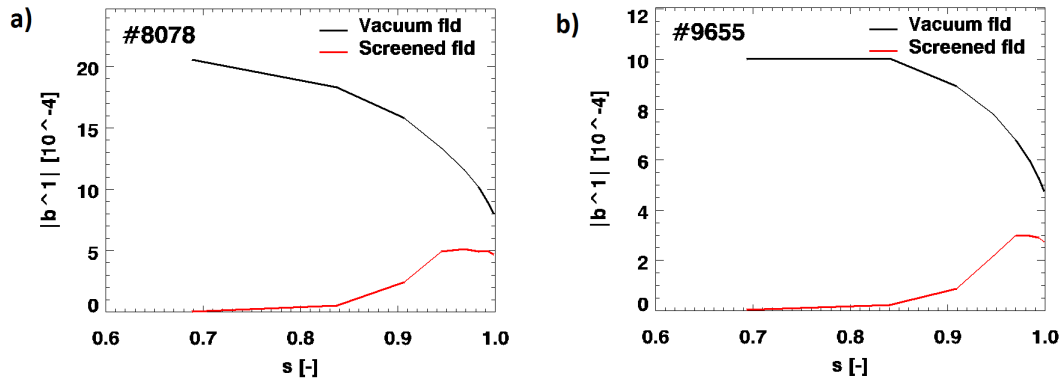 a)
#8078
Vacuum fld
Screened fld
|b^1| [10^-4]
20
15
10
5
0
0.6 0.7 0.8 0.9 1.0
s [-]
b)
#9655
Vacuum fld
Screened fld
|b^1| [10^-4]
12
10
8
6
4
2
0
0.6 0.7 0.8 0.9 1.0
s [-]